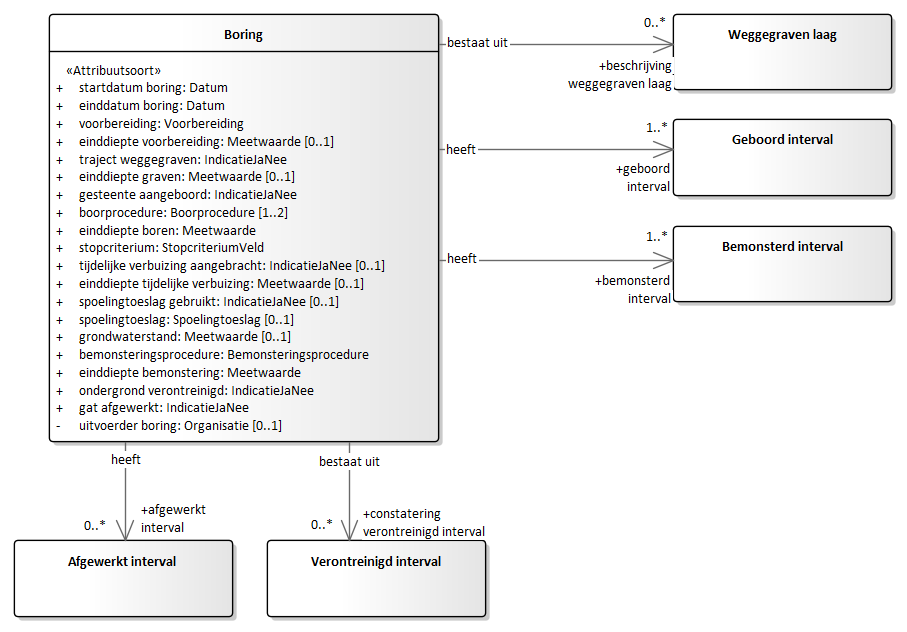 Boring
«Attribuutsoort»
+ startdatum boring: Datum
+ einddatum boring: Datum
+ voorbereiding: Voorbereiding
+ einddiepte voorbereiding: Meetwaarde [0..1]
+ traject weggegraven: IndicatieJaNee
+ einddiepte graven: Meetwaarde [0..1]
+ gesteente aangeboord: IndicatieJaNee
+ boorprocedure: Boorprocedure [1..2]
+ einddiepte boren: Meetwaarde
+ stopcriterium: StopcriteriumVeld
+ tijdelijke verbuizing aangebracht: IndicatieJaNee [0..1]
+ einddiepte tijdelijke verbuizing: Meetwaarde [0..1]
+ spoelingtoeslag gebruikt: IndicatieJaNee [0..1]
+ spoelingtoeslag: Spoelingtoeslag [0..1]
+ grondwaterstand: Meetwaarde [0..1]
+ bemonsteringsprocedure: Bemonsteringsprocedure
+ einddiepte bemonstering: Meetwaarde
+ ondergrond verontreinigd: IndicatieJaNee
+ gat afgewerkt: IndicatieJaNee
- uitvoerder boring: Organisatie [0..1]
bestaat uit
0..*
+beschrijving
weggegraven laag
Weggegraven laag
heeft
1..*
+geboord
interval
Geboord interval
heeft
1..*
+bemonsterd
interval
Bemonsterd interval
heeft
0..*
+afgewerkt
interval
Afgewerkt interval
bestaat uit
0..*
+constatering
verontreinigd interval
Verontreinigd interval